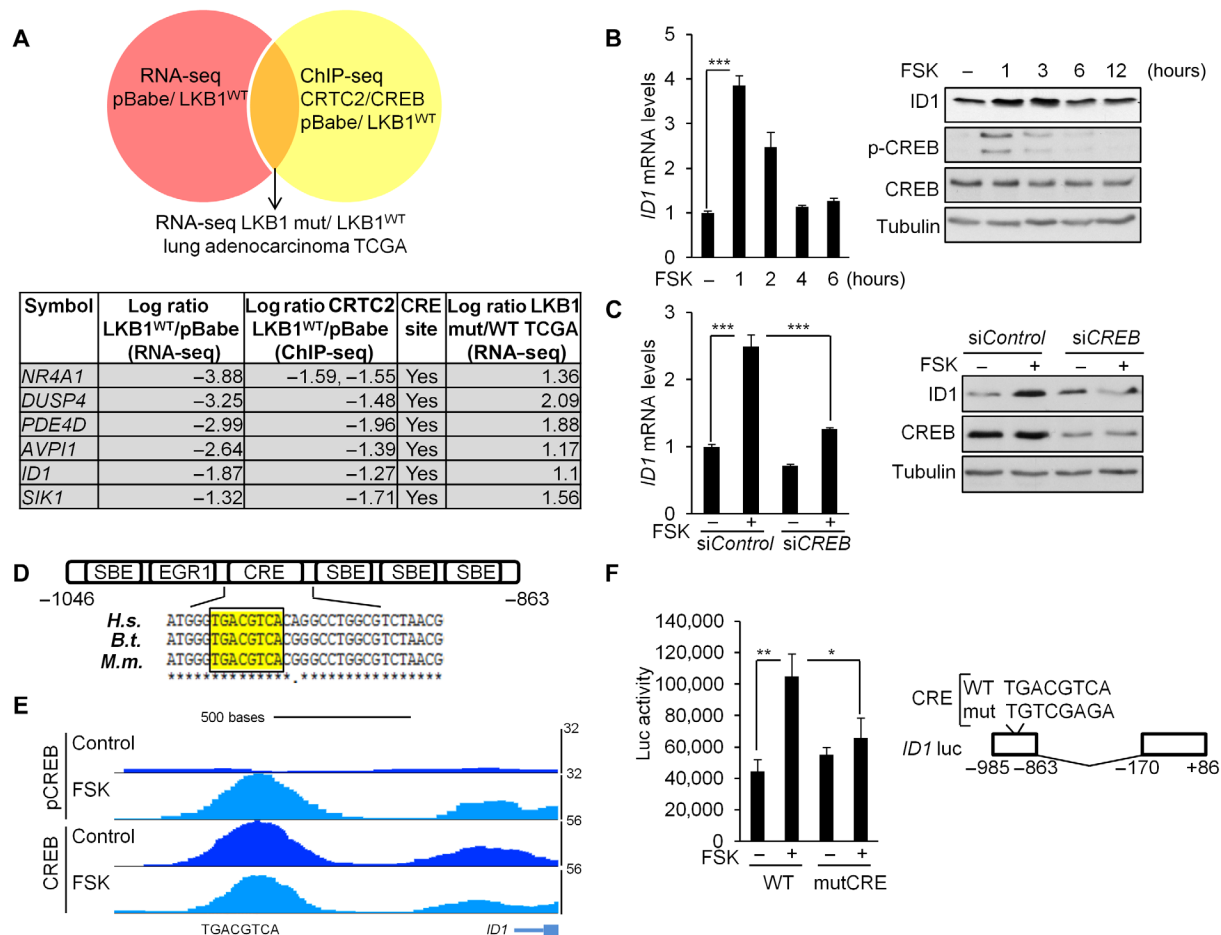 A
RNA-seq
pBabe/ LKB1WT
ChIP-seq
CRTC2/CREB
pBabe/ LKB1WT
RNA-seq LKB1 mut/ LKB1WT
lung adenocarcinoma TCGA
Symbol Log ratio LKB1WT/pBabe (RNA-seq) Log ratio CRTC2 LKB1WT/pBabe (ChIP-seq) CRE site Log ratio LKB1 mut/WT TCGA (RNA-seq)
NR4A1 –3.88 –1.59, –1.55 Yes 1.36
DUSP4 –3.25 –1.48 Yes 2.09
PDE4D –2.99 –1.96 Yes 1.88
AVPI1 –2.64 –1.39 Yes 1.17
ID1 –1.87 –1.27 Yes 1.1
SIK1 –1.32 –1.71 Yes 1.56
B
ID1 mRNA levels
5
4
3
2
1
0
***
FSK – 1 2 4 6 (hours)
FSK – 1 3 6 12 (hours)
ID1
p-CREB
CREB
Tubulin
C
ID1 mRNA levels
3
2
1
0
*** ***
FSK – + – +
siControl siCREB
siControl siCREB
FSK – + – +
ID1
CREB
Tubulin
D
SBE EGR1 CRE SBE SBE SBE
–1046 –863
H.s. ATGGGTGACGTCACAGGCCTGGCGTCTAACG
B.t. ATGGGTGACGTCACGGGCCTGGCGTCTAACG
M.m. ATGGGTGACGTCACGGGCCTGGCGTCTAACG
**************.****************
E
500 bases
pCREB
Control 32
FSK 32
CREB
Control 56
FSK 56
TGACGTCA ID1
F
Luc activity
140,000
120,000
100,000
80,000
60,000
40,000
20,000
0
** *
FSK – + – +
WT mutCRE
CRE
WT TGACGTCA
mut TGTCGAGA
ID1 luc
–985 –863 –170 +86